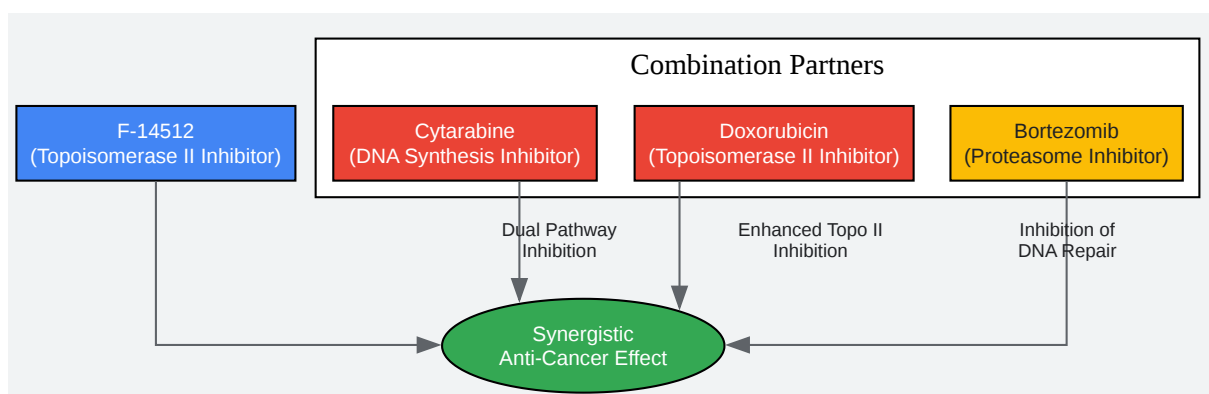 Combination Partners
F-14512
(Topoisomerase II Inhibitor)
Cytarabine
(DNA Synthesis Inhibitor)
Doxorubicin
(Topoisomerase II Inhibitor)
Bortezomib
(Proteasome Inhibitor)
Dual Pathway
Inhibition
Enhanced Topo II
Inhibition
Inhibition of
DNA Repair
Synergistic
Anti-Cancer Effect